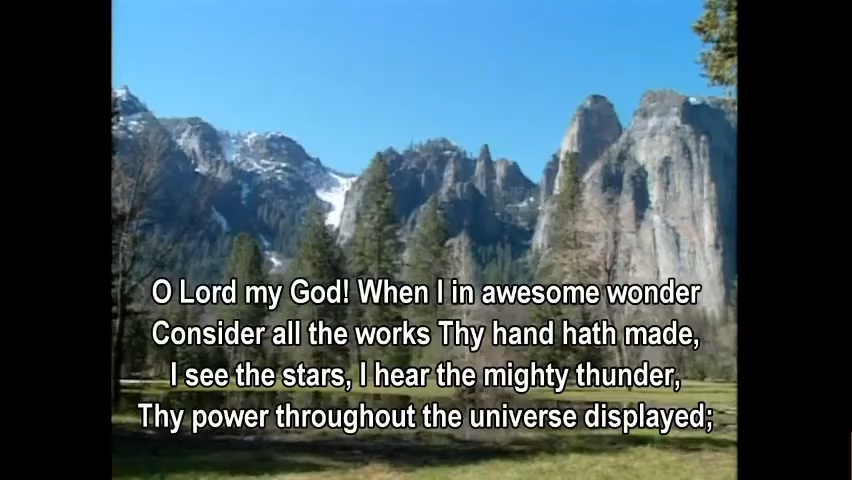 O Lord my God! When I in awesome wonder
Consider all the works Thy hand hath made,
I see the stars, I hear the mighty thunder,
Thy power throughout the universe displayed;